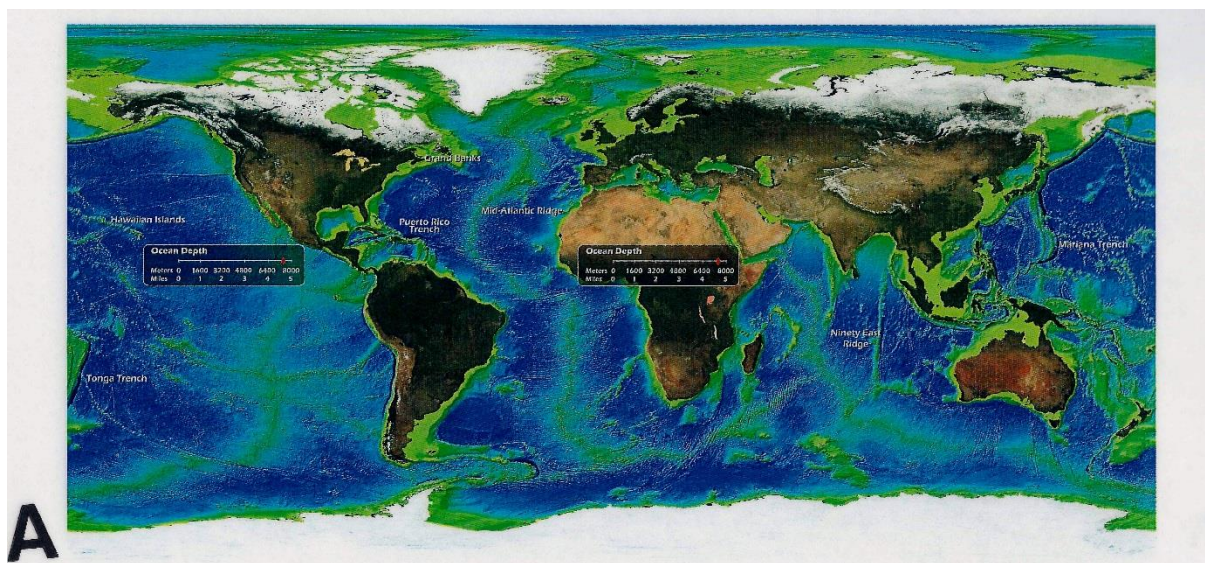 Grand Banks
Hawaiian Islands
Puerto Rico
Trench
Mid-Atlantic Ridge
Mariana Trench
Ocean Depth
Meters 0 1600 3200 4800 6400 8000
Miles 0 1 2 3 4 5
Ocean Depth
Meters 0 1600 3200 4800 6400 8000
Miles 0 1 2 3 4 5
Ninety East
Ridge
Tonga Trench
A